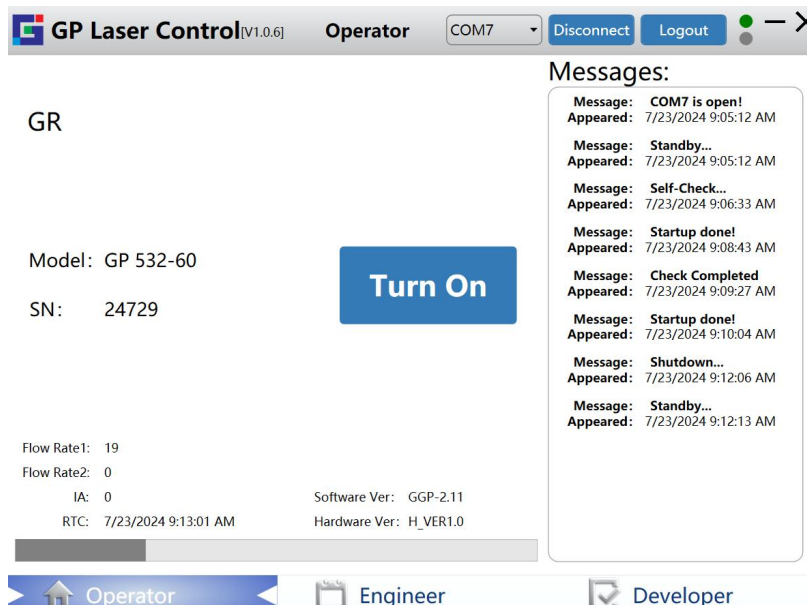 GP Laser Control[V1.0.6] Operator COM7 Disconnect Logout
Messages:
GR
Model: GP 532-60
SN: 24729
Turn On
Message: COM7 is open!
Appeared: 7/23/2024 9:05:12 AM
Message: Standby...
Appeared: 7/23/2024 9:05:12 AM
Message: Self-Check...
Appeared: 7/23/2024 9:06:33 AM
Message: Startup done!
Appeared: 7/23/2024 9:08:43 AM
Message: Check Completed
Appeared: 7/23/2024 9:09:27 AM
Message: Startup done!
Appeared: 7/23/2024 9:10:04 AM
Message: Shutdown...
Appeared: 7/23/2024 9:12:06 AM
Message: Standby...
Appeared: 7/23/2024 9:12:13 AM
Flow Rate1: 19
Flow Rate2: 0
IA: 0 Software Ver: GGP-2.11
RTC: 7/23/2024 9:13:01 AM Hardware Ver: H_VER1.0
Operator Engineer Developer